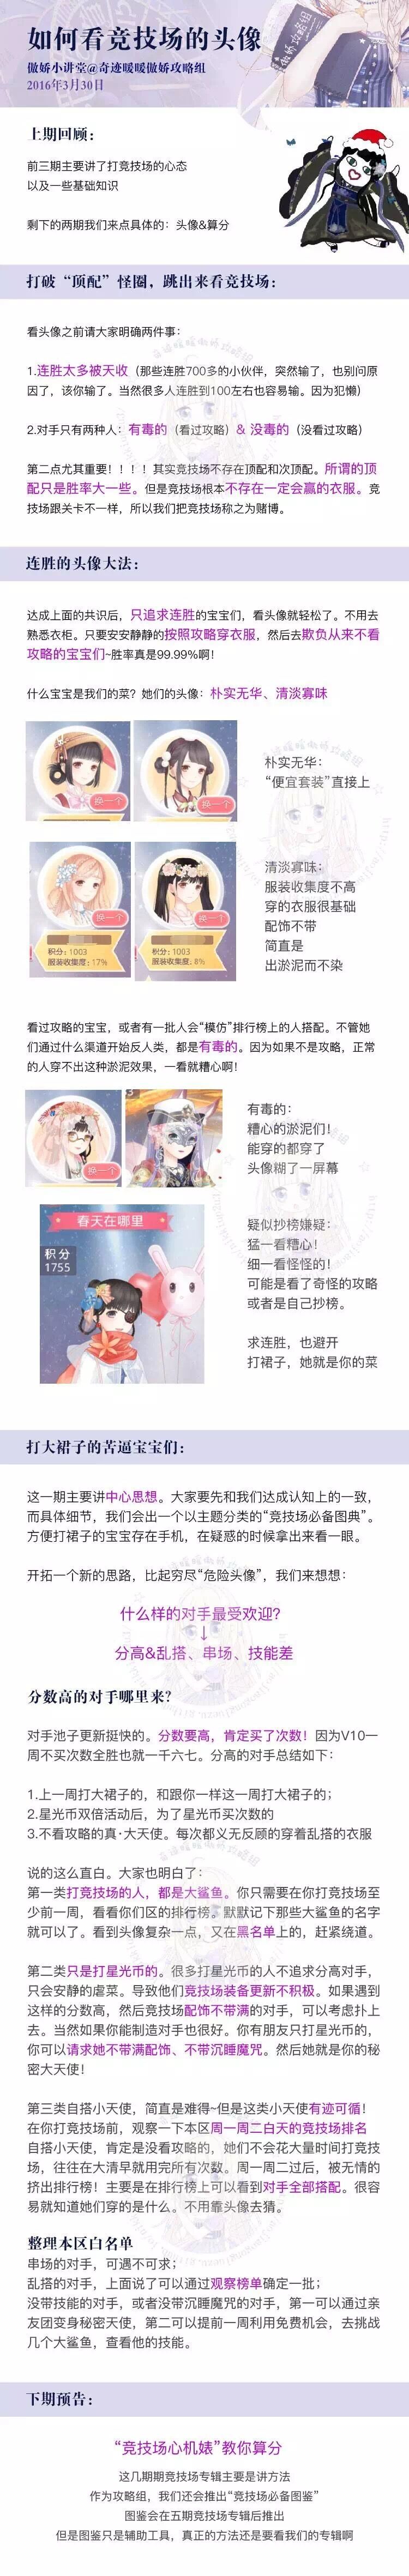 如何看竞技场的头像
傲娇小讲堂@奇迹暖暖傲娇攻略组
2016年3月30日
上期回顾：
前三期主要讲了打竞技场的心态
以及一些基础知识
剩下的两期我们来点具体的：头像&算分
打破“顶配”怪圈，跳出来看竞技场：
看头像之前请大家明确两件事：
1.连胜太多被天收（那些连胜700多的小伙伴，突然输了，也别问原
因了，该你输了。当然很多人连胜到100左右也容易输。因为犯懒）
2.对手只有两种人：有毒的（看过攻略）& 没毒的（没看过攻略）
第二点尤其重要！！！！其实竞技场不存在顶配和次顶配。所谓的顶
配只是胜率大一些。但是竞技场根本不存在一定会赢的衣服。竞
技场跟关卡不一样，所以我们把竞技场称之为赌博。
连胜的头像大法：
达成上面的共识后，只追求连胜的宝宝们，看头像就轻松了。不用去
熟悉衣柜。只要安安静静的按照攻略穿衣服，然后去欺负从来不看
攻略的宝宝们~胜率真是99.99%啊！
什么宝宝是我们的菜？她们的头像：朴实无华、清淡寡味
换一个
换一个
朴实无华：
“便宜套装”直接上
换一个
积分：1003
服装收集度：17%
换一个
积分：1003
服装收集度：8%
清淡寡味：
服装收集度不高
穿的衣服很基础
配饰不带
简直是
出淤泥而不染
看过攻略的宝宝，或者有一批人会“模仿”排行榜上的人搭配。不管她
们通过什么渠道开始反人类，都是有毒的。因为如果不是攻略，正常
的人穿不出这种淤泥效果，一看就糟心啊！
换一个
3
有毒的：
糟心的淤泥们！
能穿的都穿了
头像糊了一屏幕
春天在哪里
积分
1755
疑似抄榜嫌疑：
猛一看糟心！
细一看怪怪的！
可能是看了奇怪的攻略
或者是自己抄榜。
求连胜，也避开
打裙子，她就是你的菜
打大裙子的苦逼宝宝们：
这一期主要讲中心思想。大家要先和我们达成认知上的一致，
而具体细节，我们会出一个以主题分类的“竞技场必备图典”。
方便打裙子的宝宝存在手机，在疑惑的时候拿出来看一眼。
开拓一个新的思路，比起穷尽“危险头像”，我们来想想：
什么样的对手最受欢迎？
↓
分高&乱搭、串场、技能差
分数高的对手哪里来？
对手池子更新挺快的。分数要高，肯定买了次数！因为V10一
周不买次数全胜也就一千六七。分高的对手总结如下：
1.上一周打大裙子的，和跟你一样这一周打大裙子的；
2.星光币双倍活动后，为了星光币买次数的
3.不看攻略的真·大天使。每次都义无反顾的穿着乱搭的衣服
说的这么直白。大家也明白了：
第一类打竞技场的人，都是大鲨鱼。你只需要在你打竞技场至
少前一周，看看你们区的排行榜。默默记下那些大鲨鱼的名字
就可以了。看到头像复杂一点，又在黑名单上的，赶紧绕道。
第二类只是打星光币的。很多打星光币的人不追求分高对手，
只会安静的虐菜。导致他们竞技场装备更新不积极。如果遇到
这样的分数高，然后竞技场配饰不带满的对手，可以考虑扑上
去。当然如果你能制造对手也很好。你有朋友只打星光币的，
你可以请求她不带满配饰、不带沉睡魔咒。然后她就是你的秘
密大天使！
第三类自搭小天使，简直是难得~但是这类小天使有迹可循！
在你打竞技场前，观察一下本区周一周二白天的竞技场排名
自搭小天使，肯定是没看攻略的，她们不会花大量时间打竞技
场，往往在大清早就用完所有次数。周一周二过后，被无情的
挤出排行榜！主要是在排行榜上可以看到对手全部搭配。很容
易就知道她们穿的是什么。不用靠头像去猜。
整理本区白名单
串场的对手，可遇不可求；
乱搭的对手，上面说了可以通过观察榜单确定一批；
没带技能的对手，或者没带沉睡魔咒的对手，第一可以通过亲
友团变身秘密天使，第二可以提前一周利用免费机会，去挑战
几个大鲨鱼，查看他的技能。
下期预告：
“竞技场心机婊”教你算分
这几期期竞技场专辑主要是讲方法
作为攻略组，我们还会推出“竞技场必备图鉴”
图鉴会在五期竞技场专辑后推出
但是图鉴只是辅助工具，真正的方法还是要看我们的专辑啊